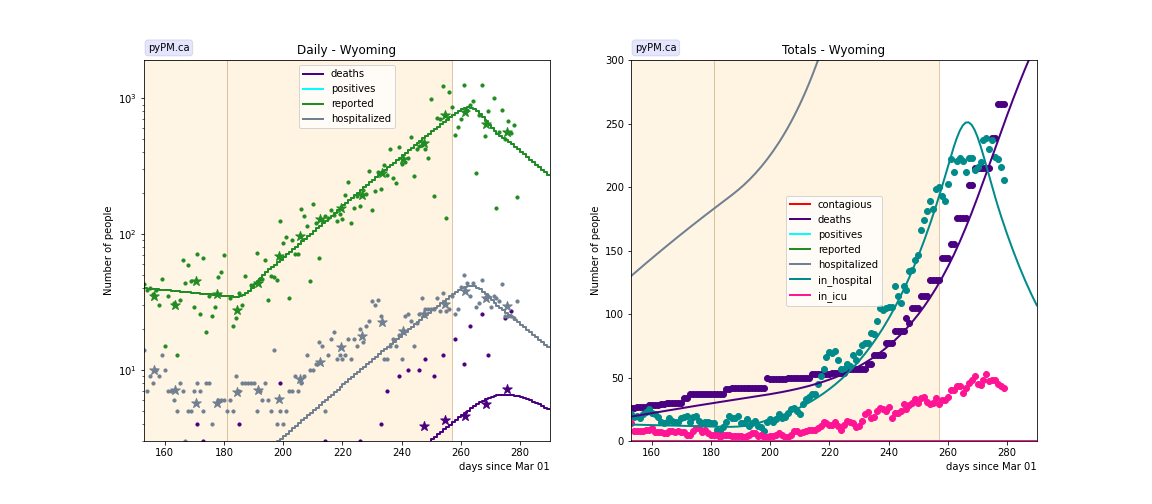 pyPM.ca
Daily - Wyoming
deaths
positives
reported
hospitalized
10³
10²
10¹
Number of people
160 180 200 220 240 260 280
days since Mar 01
pyPM.ca
Totals - Wyoming
contagious
deaths
positives
reported
hospitalized
in_hospital
in_icu
300
250
200
150
100
50
0
Number of people
160 180 200 220 240 260 280
days since Mar 01